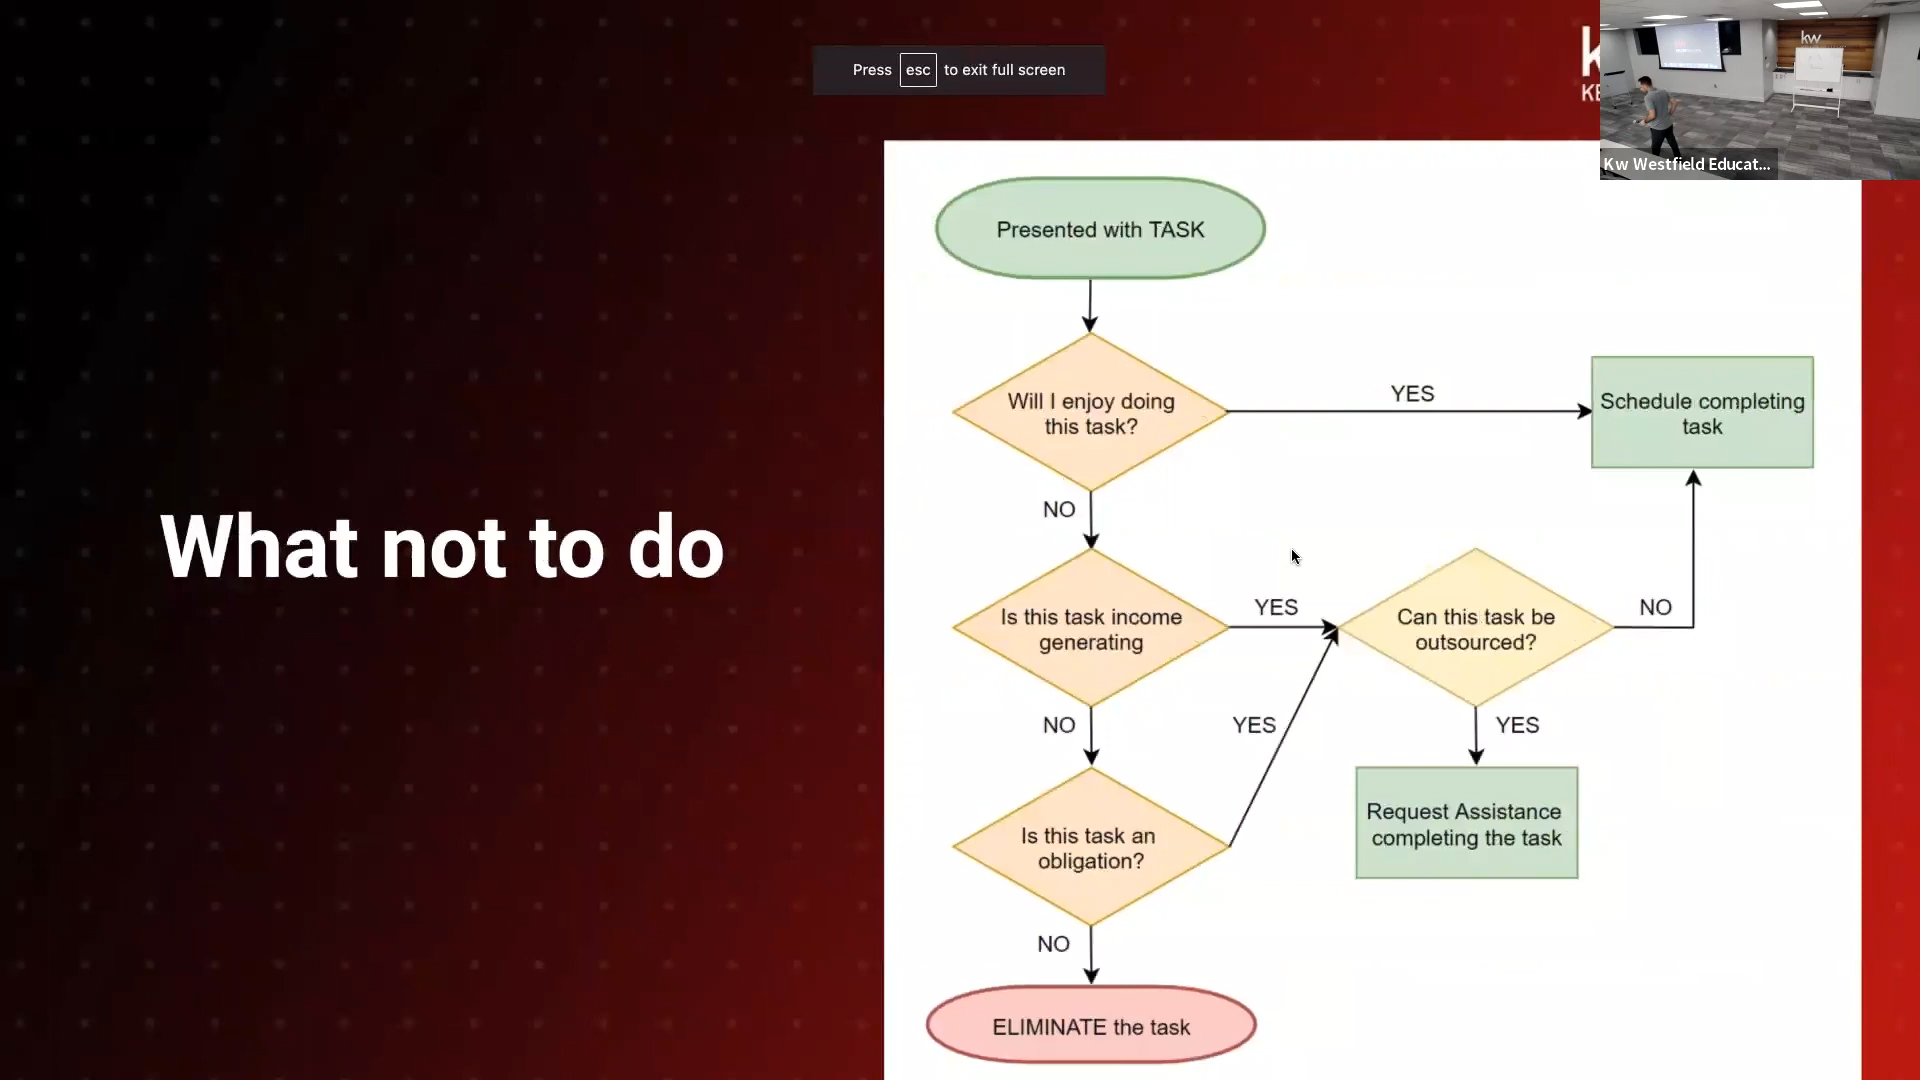 Press esc to exit full screen
k
KE
kw
Kw Westfield Educat...
What not to do
Presented with TASK
Will I enjoy doing
this task?
YES
Schedule completing
task
NO
Is this task income
generating
YES
Can this task be
outsourced?
NO
NO
YES
YES
Is this task an
obligation?
Request Assistance
completing the task
NO
ELIMINATE the task